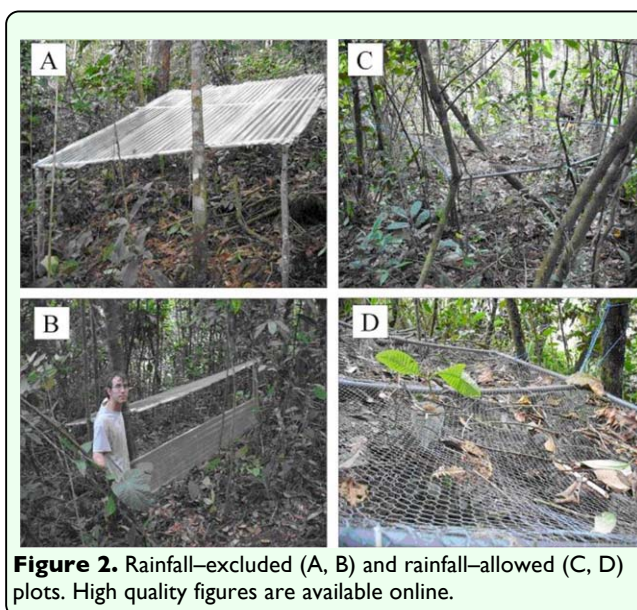 A
C
B
D
Figure 2. Rainfall–excluded (A, B) and rainfall–allowed (C, D)
plots. High quality figures are available online.